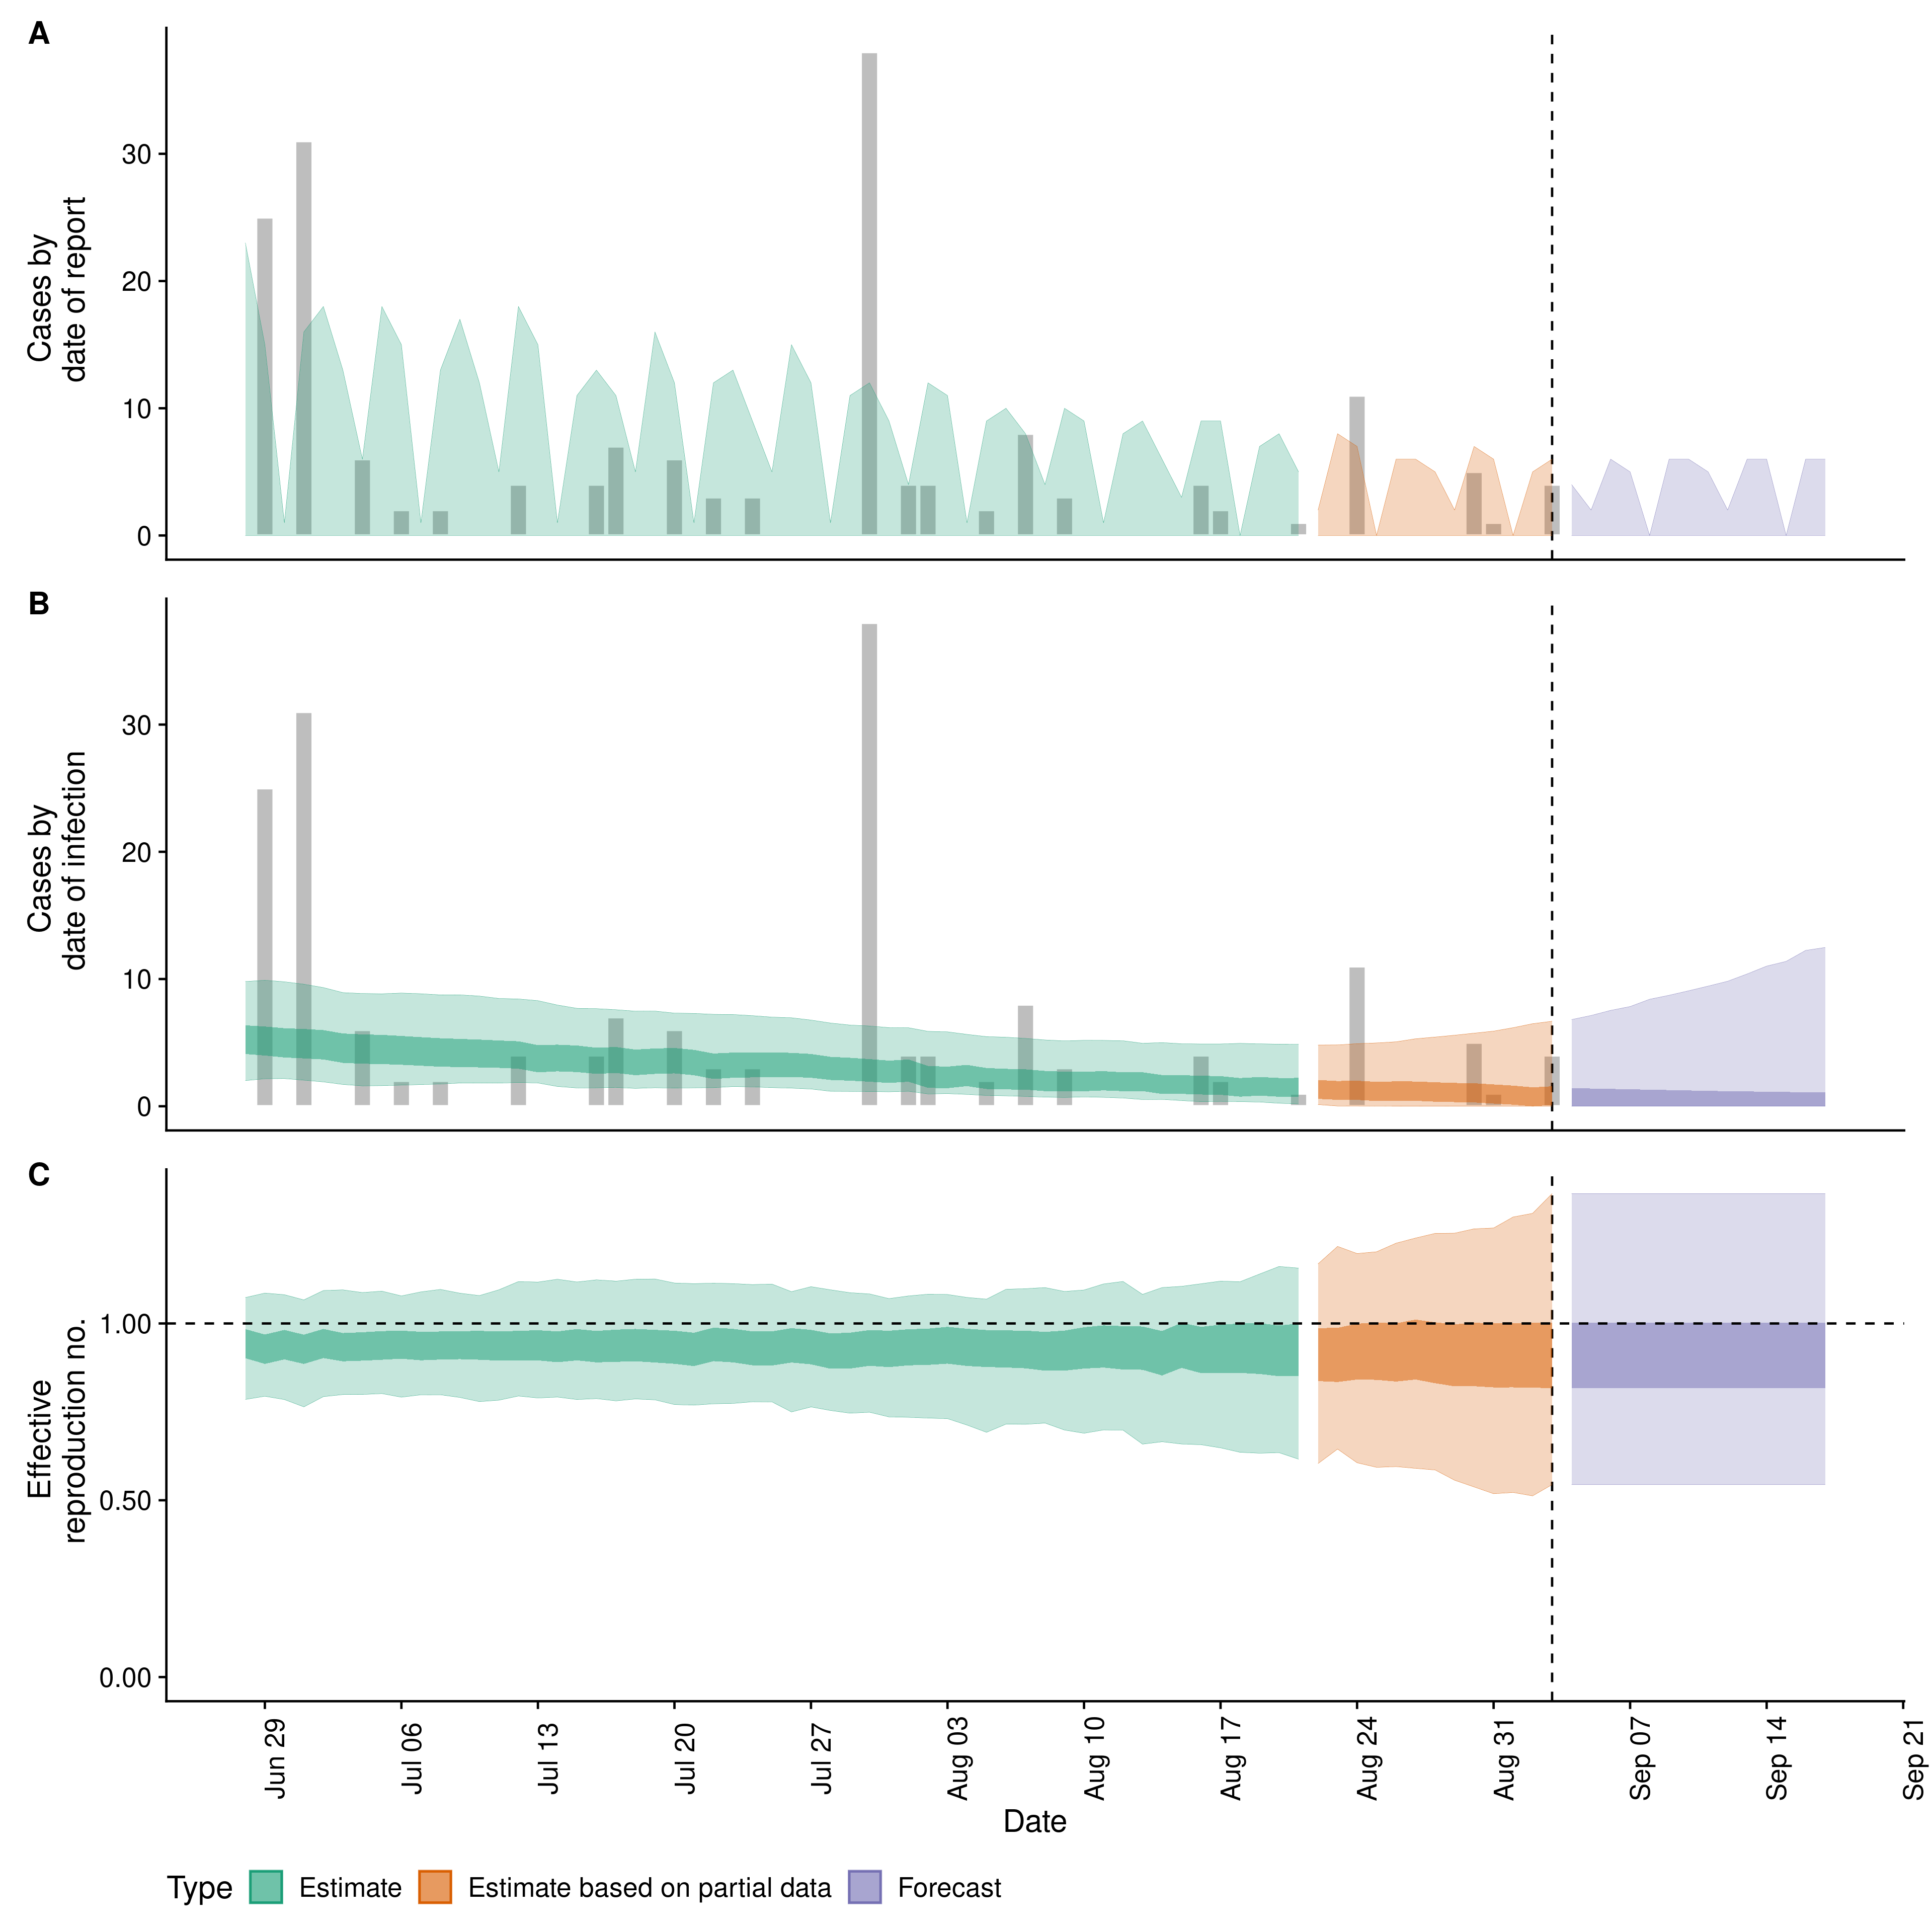 A
Cases by
date of report
30
20
10
0
B
Cases by
date of infection
30
20
10
0
C
Effective
reproduction no.
1.00
0.50
0.00
Jun 29
Jul 06
Jul 13
Jul 20
Jul 27
Aug 03
Aug 10
Aug 17
Aug 24
Aug 31
Sep 07
Sep 14
Sep 21
Date
Type
Estimate
Estimate based on partial data
Forecast